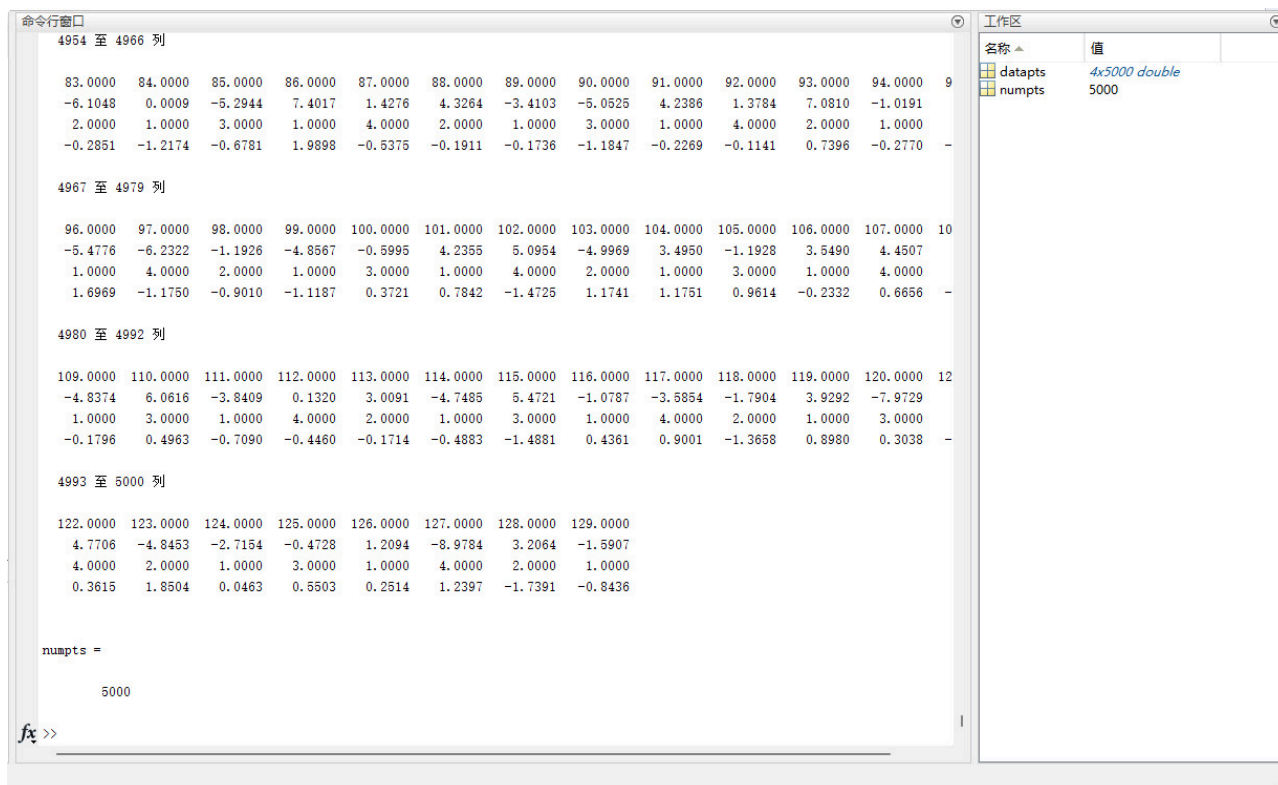 命令行窗口
4954 至 4966 列
83.0000 84.0000 85.0000 86.0000 87.0000 88.0000 89.0000 90.0000 91.0000 92.0000 93.0000 94.0000 9
-6.1048 0.0009 -5.2944 7.4017 1.4276 4.3264 -3.4103 -5.0525 4.2386 1.3784 7.0810 -1.0191
2.0000 1.0000 3.0000 1.0000 4.0000 2.0000 1.0000 3.0000 1.0000 4.0000 2.0000 1.0000
-0.2851 -1.2174 -0.6781 1.9898 -0.5375 -0.1911 -0.1736 -1.1847 -0.2269 -0.1141 0.7396 -0.2770 -
4967 至 4979 列
96.0000 97.0000 98.0000 99.0000 100.0000 101.0000 102.0000 103.0000 104.0000 105.0000 106.0000 107.0000 10
-5.4776 -6.2322 -1.1926 -4.8567 -0.5995 4.2355 5.0954 -4.9969 3.4950 -1.1928 3.5490 4.4507
1.0000 4.0000 2.0000 1.0000 3.0000 1.0000 4.0000 2.0000 1.0000 3.0000 1.0000 4.0000
1.6969 -1.1750 -0.9010 -1.1187 0.3721 0.7842 -1.4725 1.1741 1.1751 0.9614 -0.2332 0.6656 -
4980 至 4992 列
109.0000 110.0000 111.0000 112.0000 113.0000 114.0000 115.0000 116.0000 117.0000 118.0000 119.0000 120.0000 12
-4.8374 6.0616 -3.8409 0.1320 3.0091 -4.7485 5.4721 -1.0787 -3.5854 -1.7904 3.9292 -7.9729
1.0000 3.0000 1.0000 4.0000 2.0000 1.0000 3.0000 1.0000 4.0000 2.0000 1.0000 3.0000
-0.1796 0.4963 -0.7090 -0.4460 -0.1714 -0.4883 -1.4881 0.4361 0.9001 -1.3658 0.8980 0.3038 -
4993 至 5000 列
122.0000 123.0000 124.0000 125.0000 126.0000 127.0000 128.0000 129.0000
4.7706 -4.8453 -2.7154 -0.4728 1.2094 -8.9784 3.2064 -1.5907
4.0000 2.0000 1.0000 3.0000 1.0000 4.0000 2.0000 1.0000
0.3615 1.8504 0.0463 0.5503 0.2514 1.2397 -1.7391 -0.8436
numpts =
5000
fx >>
工作区
名称 值
datapts 4x5000 double
numpts 5000